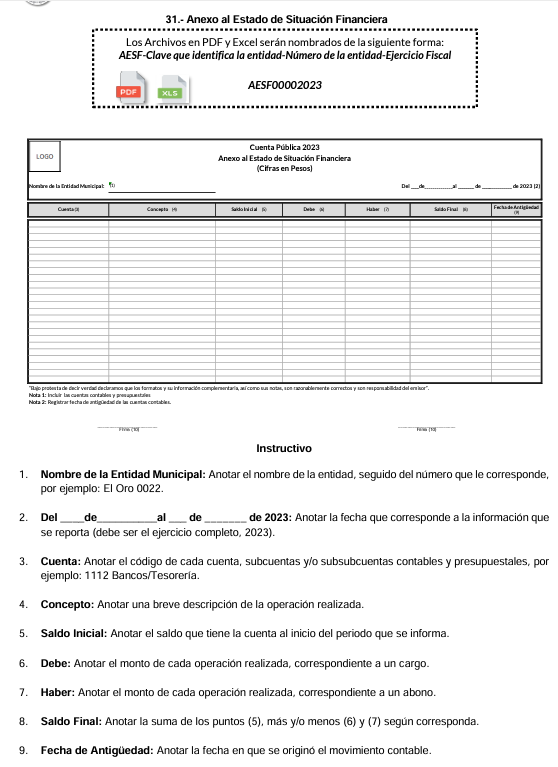 31.- Anexo al Estado de Situación Financiera
Los Archivos en PDF y Excel serán nombrados de la siguiente forma:
AESF-Clave que identifica la entidad-Número de la entidad-Ejercicio Fiscal
PDF XLS AESF00002023
LOGO
Cuenta Pública 2023
Anexo al Estado de Situación Financiera
(Cifras en Pesos)
Nombre de la Entidad Municipal: (1) Del ___de__________al _____ de __________ de 2023 (2)
Cuenta (3) Concepto (4) Saldo Inicial (5) Debe (6) Haber (7) Saldo Final (8) Fecha de Antigüedad (9)
"Bajo protesta de decir verdad declaramos que los formatos y su información complementaria, así como sus notas, son razonablemente correctos y son responsabilidad del emisor".
Nota 1: Incluir las cuentas contables y presupuestales
Nota 2: Registrar fecha de antigüedad de las cuentas contables.
Firma (10) Firma (10)
Instructivo
1. Nombre de la Entidad Municipal: Anotar el nombre de la entidad, seguido del número que le corresponde,
por ejemplo: El Oro 0022.
2. Del ____de__________al ___ de _______ de 2023: Anotar la fecha que corresponde a la información que
se reporta (debe ser el ejercicio completo, 2023).
3. Cuenta: Anotar el código de cada cuenta, subcuentas y/o subsubcuentas contables y presupuestales, por
ejemplo: 1112 Bancos/Tesorería.
4. Concepto: Anotar una breve descripción de la operación realizada.
5. Saldo Inicial: Anotar el saldo que tiene la cuenta al inicio del periodo que se informa.
6. Debe: Anotar el monto de cada operación realizada, correspondiente a un cargo.
7. Haber: Anotar el monto de cada operación realizada, correspondiente a un abono.
8. Saldo Final: Anotar la suma de los puntos (5), más y/o menos (6) y (7) según corresponda.
9. Fecha de Antigüedad: Anotar la fecha en que se originó el movimiento contable.